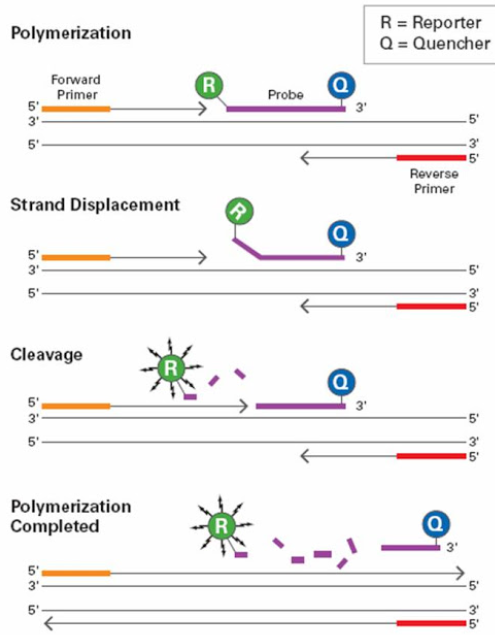 R = Reporter
Q = Quencher
Polymerization
Forward
Primer
R
Probe
Q
5'
3'
3'
5'
5'
3'
5'
Reverse
Primer
Strand Displacement
R
Q
5'
3'
3'
5'
5'
3'
5'
Cleavage
R
Q
5'
3'
3'
5'
5'
3'
5'
Polymerization
Completed
R
Q
3'
5'
3'
5'
5'
3'
5'